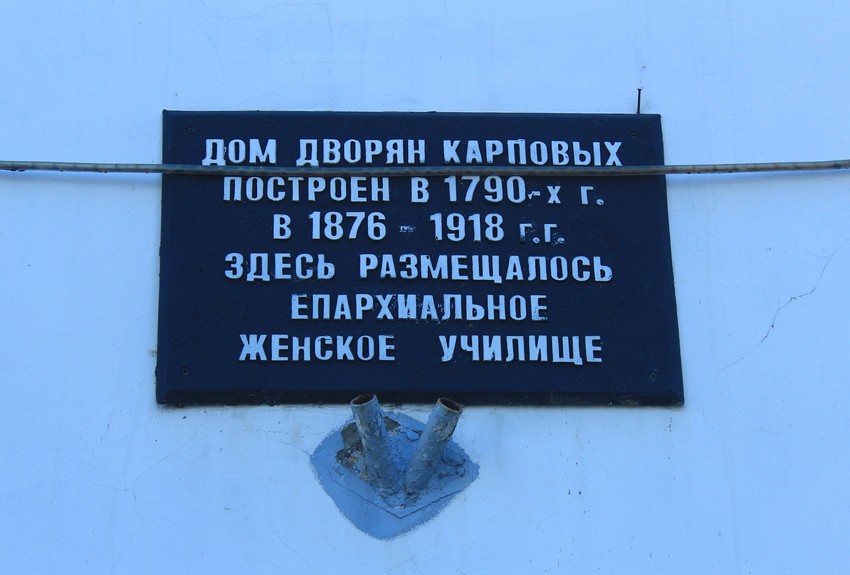 ДОМ ДВОРЯН КАРПОВЫХ
ПОСТРОЕН В 1790-х г.
В 1876 - 1918 г.г.
ЗДЕСЬ РАЗМЕЩАЛОСЬ
ЕПАРХИАЛЬНОЕ
ЖЕНСКОЕ УЧИЛИЩЕ